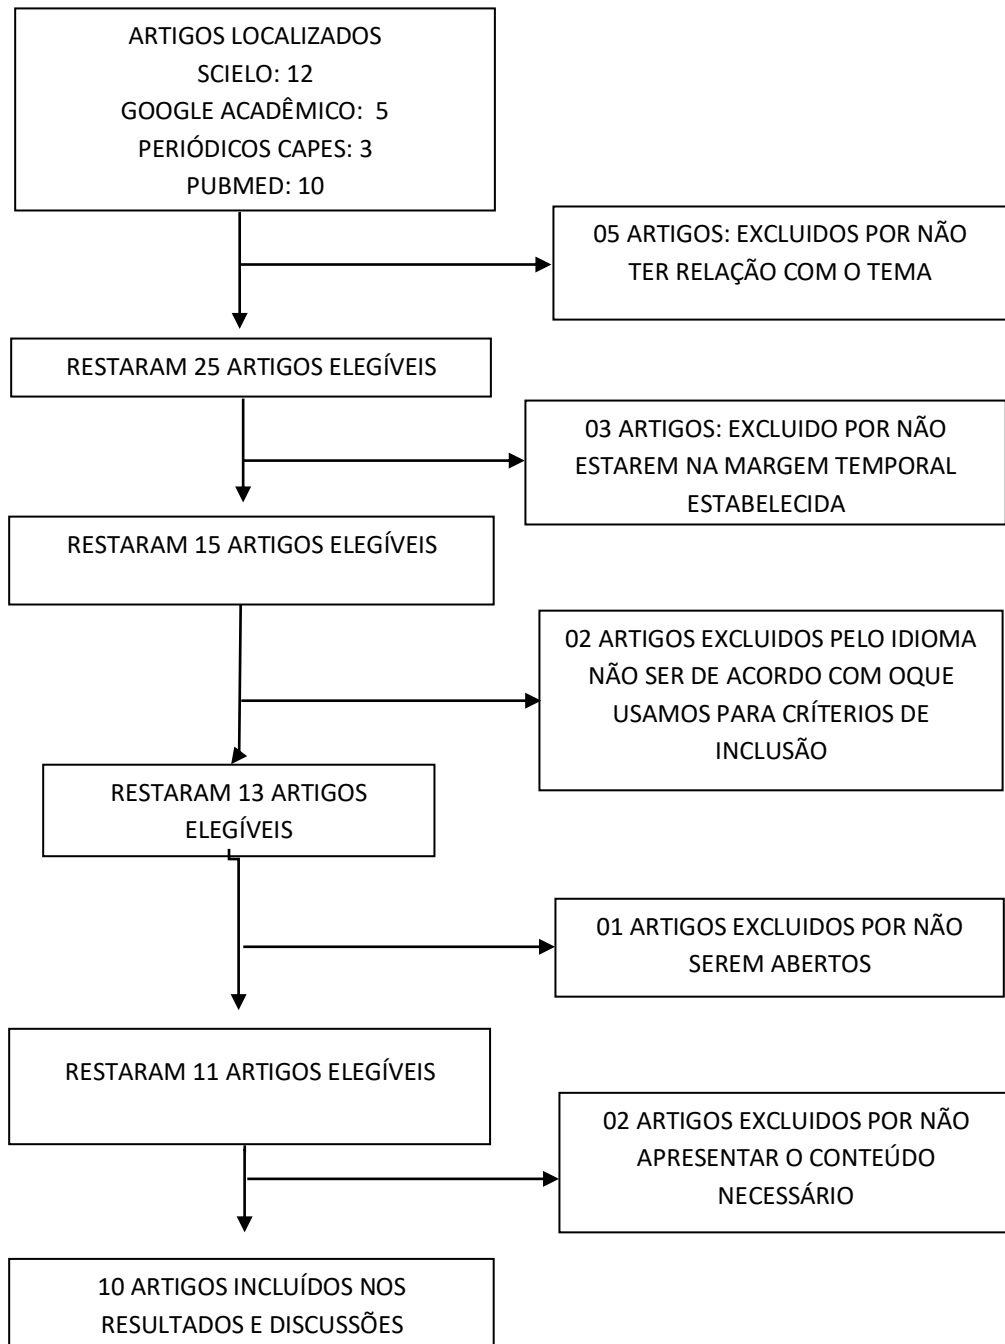 ARTIGOS LOCALIZADOS
SCIELO: 12
GOOGLE ACADÊMICO: 5
PERIÓDICOS CAPES: 3
PUBMED: 10
05 ARTIGOS: EXCLUIDOS POR NÃO
TER RELAÇÃO COM O TEMA
RESTARAM 25 ARTIGOS ELEGÍVEIS
03 ARTIGOS: EXCLUIDO POR NÃO
ESTAREM NA MARGEM TEMPORAL
ESTABELECIDA
RESTARAM 15 ARTIGOS ELEGÍVEIS
02 ARTIGOS EXCLUIDOS PELO IDIOMA
NÃO SER DE ACORDO COM OQUE
USAMOS PARA CRÍTERIOS DE
INCLUSÃO
RESTARAM 13 ARTIGOS
ELEGÍVEIS
01 ARTIGOS EXCLUIDOS POR NÃO
SEREM ABERTOS
RESTARAM 11 ARTIGOS ELEGÍVEIS
02 ARTIGOS EXCLUIDOS POR NÃO
APRESENTAR O CONTEÚDO
NECESSÁRIO
10 ARTIGOS INCLUÍDOS NOS
RESULTADOS E DISCUSSÕES